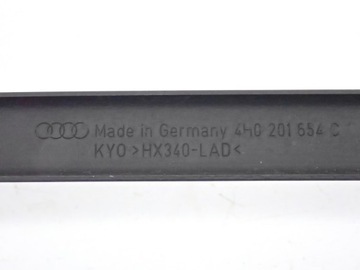 Made in Germany 4H0 201 654 C
KYO >HX340-LAD<